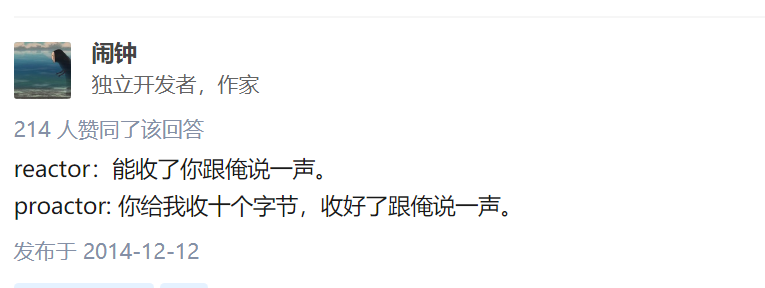 闹钟
独立开发者，作家
214 人赞同了该回答
reactor：能收了你跟俺说一声。
proactor: 你给我收十个字节，收好了跟俺说一声。
发布于 2014-12-12